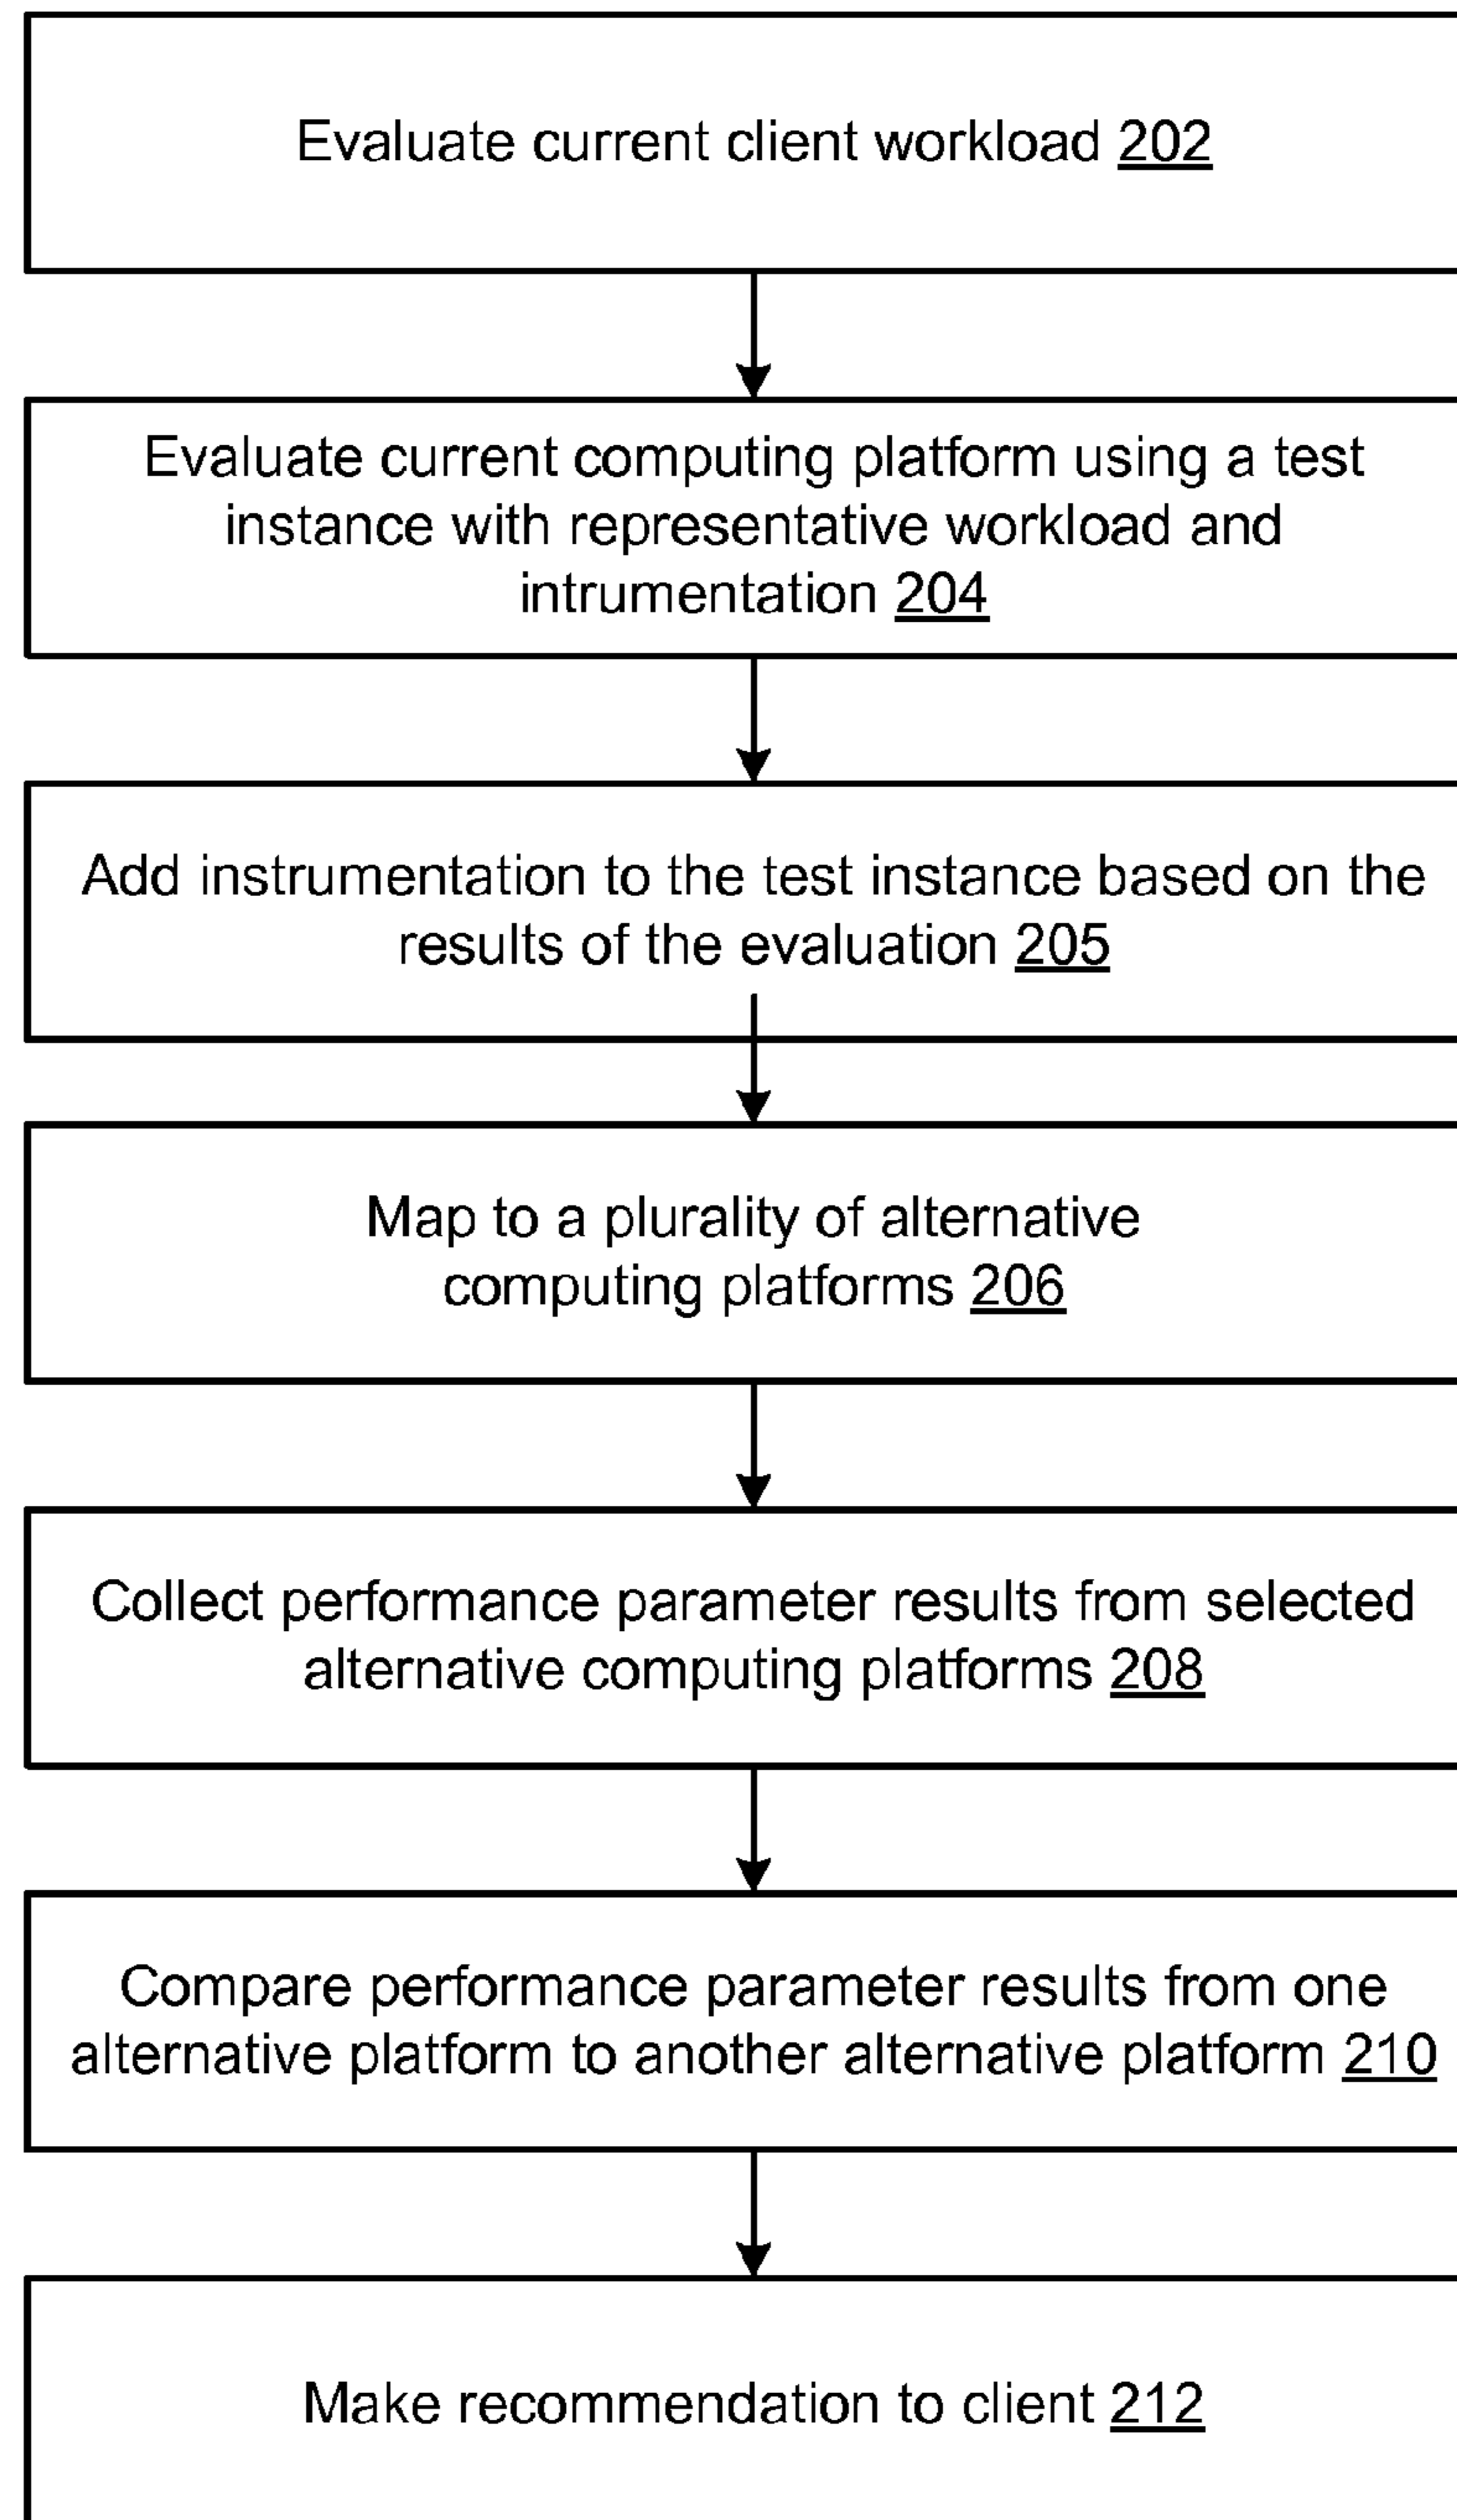 Evaluate current client workload 202
Evaluate current computing platform using a test
instance with representative workload and
intrumentation 204
Add instrumentation to the test instance based on the
results of the evaluation 205
Map to a plurality of alternative
computing platforms 206
Collect performance parameter results from selected
alternative computing platforms 208
Compare performance parameter results from one
alternative platform to another alternative platform 210
Make recommendation to client 212